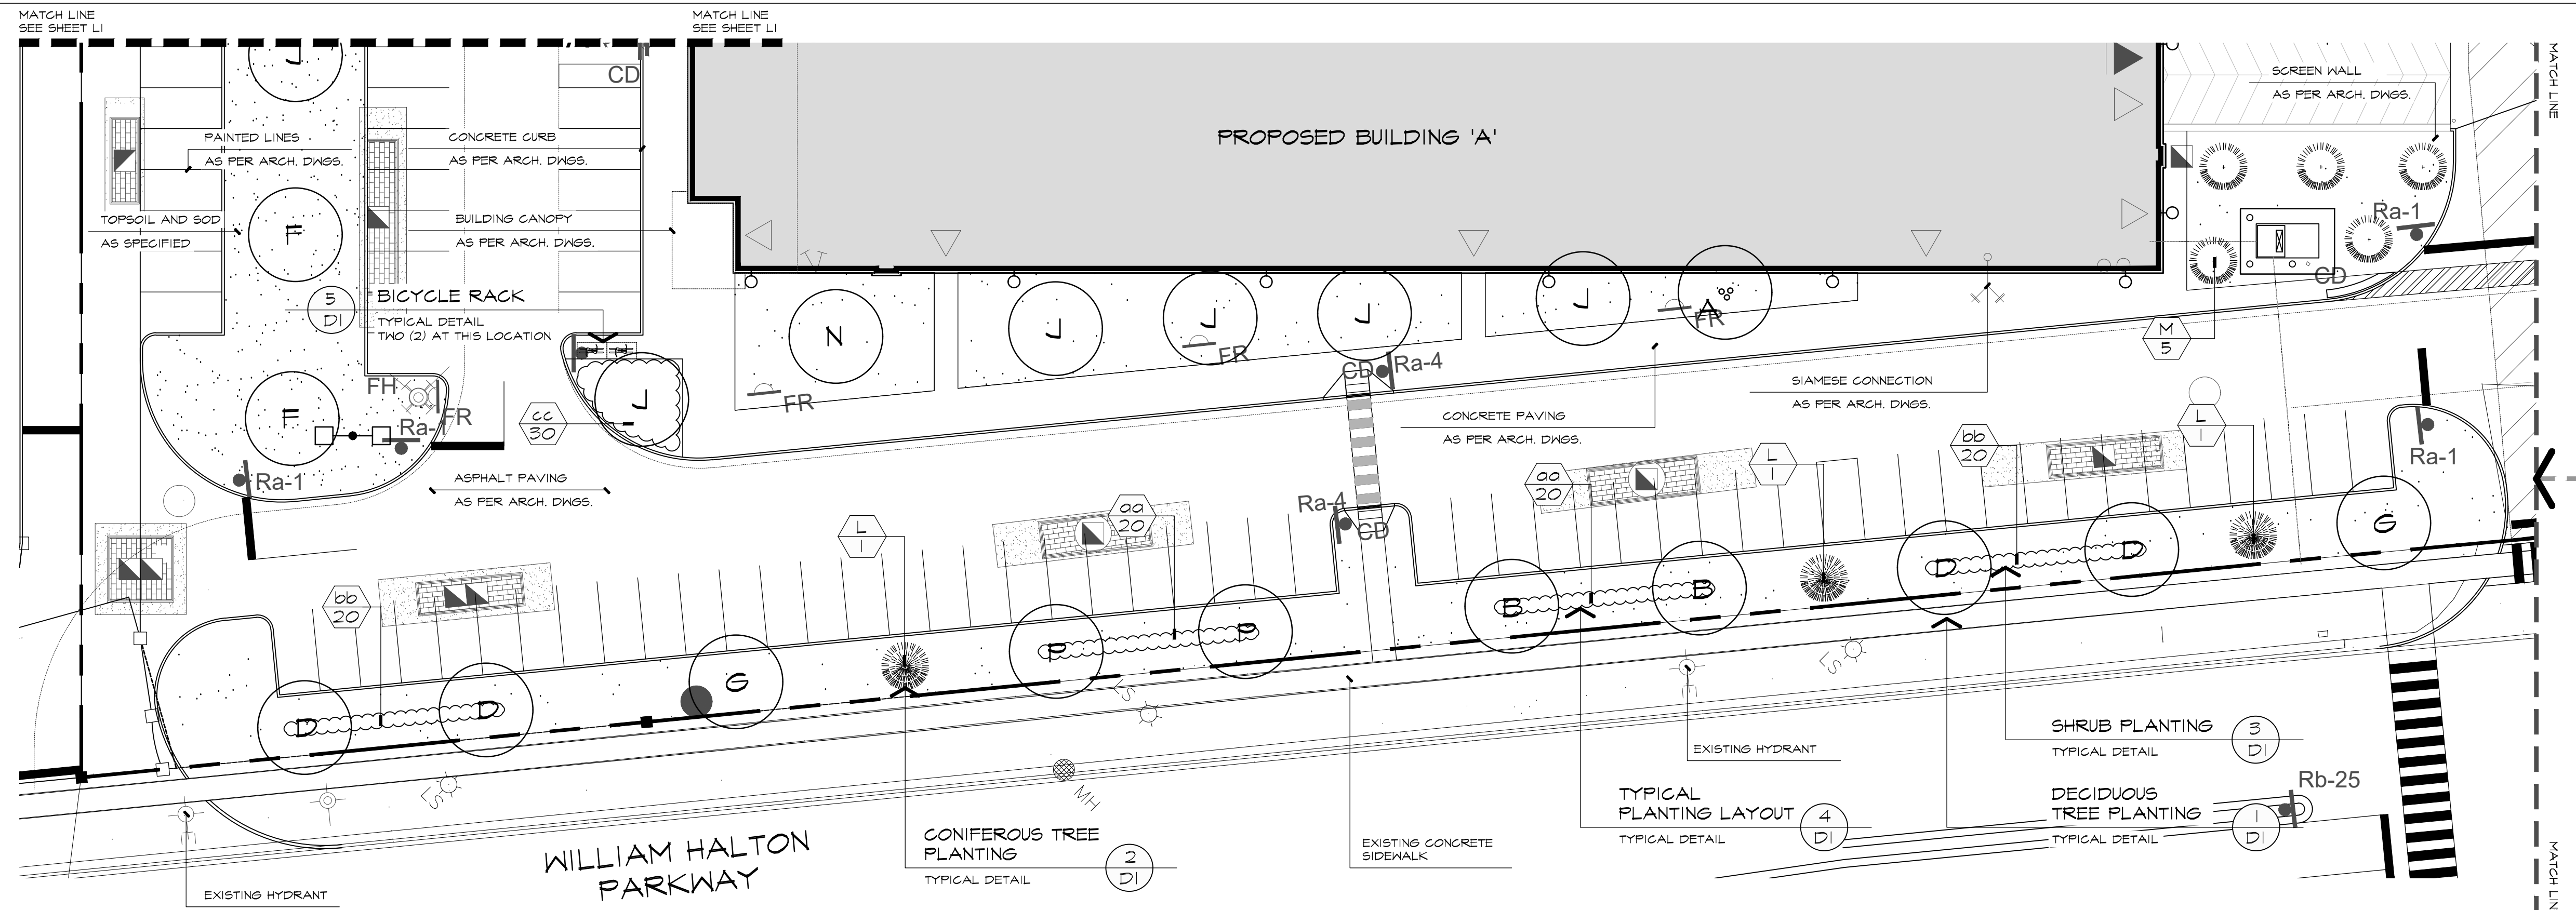 MATCH LINE
SEE SHEET L1
MATCH LINE
SEE SHEET L1
MATCH LINE
J
CD
PAINTED LINES
AS PER ARCH. DWGS.
CONCRETE CURB
AS PER ARCH. DWGS.
PROPOSED BUILDING 'A'
SCREEN WALL
AS PER ARCH. DWGS.
TOPSOIL AND SOD
AS SPECIFIED
F
BUILDING CANOPY
AS PER ARCH. DWGS.
Ra-1
CD
5
D1
BICYCLE RACK
TYPICAL DETAIL
TWO (2) AT THIS LOCATION
N
J
J
J
J
A
FR
FR
FR
M
5
CD
Ra-4
SIAMESE CONNECTION
AS PER ARCH. DWGS.
FH
FR
F
Ra-1
cc
30
J
CONCRETE PAVING
AS PER ARCH. DWGS.
L
1
bb
20
Ra-1
L
1
aa
20
Ra-1
ASPHALT PAVING
AS PER ARCH. DWGS.
Ra-4
CD
aa
20
L
1
G
D
D
B
B
bb
20
P
P
G
D
D
LS
LS
LS
MH
EXISTING HYDRANT
SHRUB PLANTING
TYPICAL DETAIL
3
D1
Rb-25
TYPICAL
PLANTING LAYOUT
TYPICAL DETAIL
4
D1
DECIDUOUS
TREE PLANTING
TYPICAL DETAIL
1
D1
WILLIAM HALTON
PARKWAY
CONIFEROUS TREE
PLANTING
TYPICAL DETAIL
2
D1
EXISTING CONCRETE
SIDEWALK
EXISTING HYDRANT
MATCH LIN